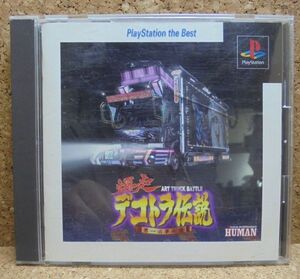 PlayStation the Best
PlayStation
爆走
ART TRUCK BATTLE
デコトラ伝説
HUMAN